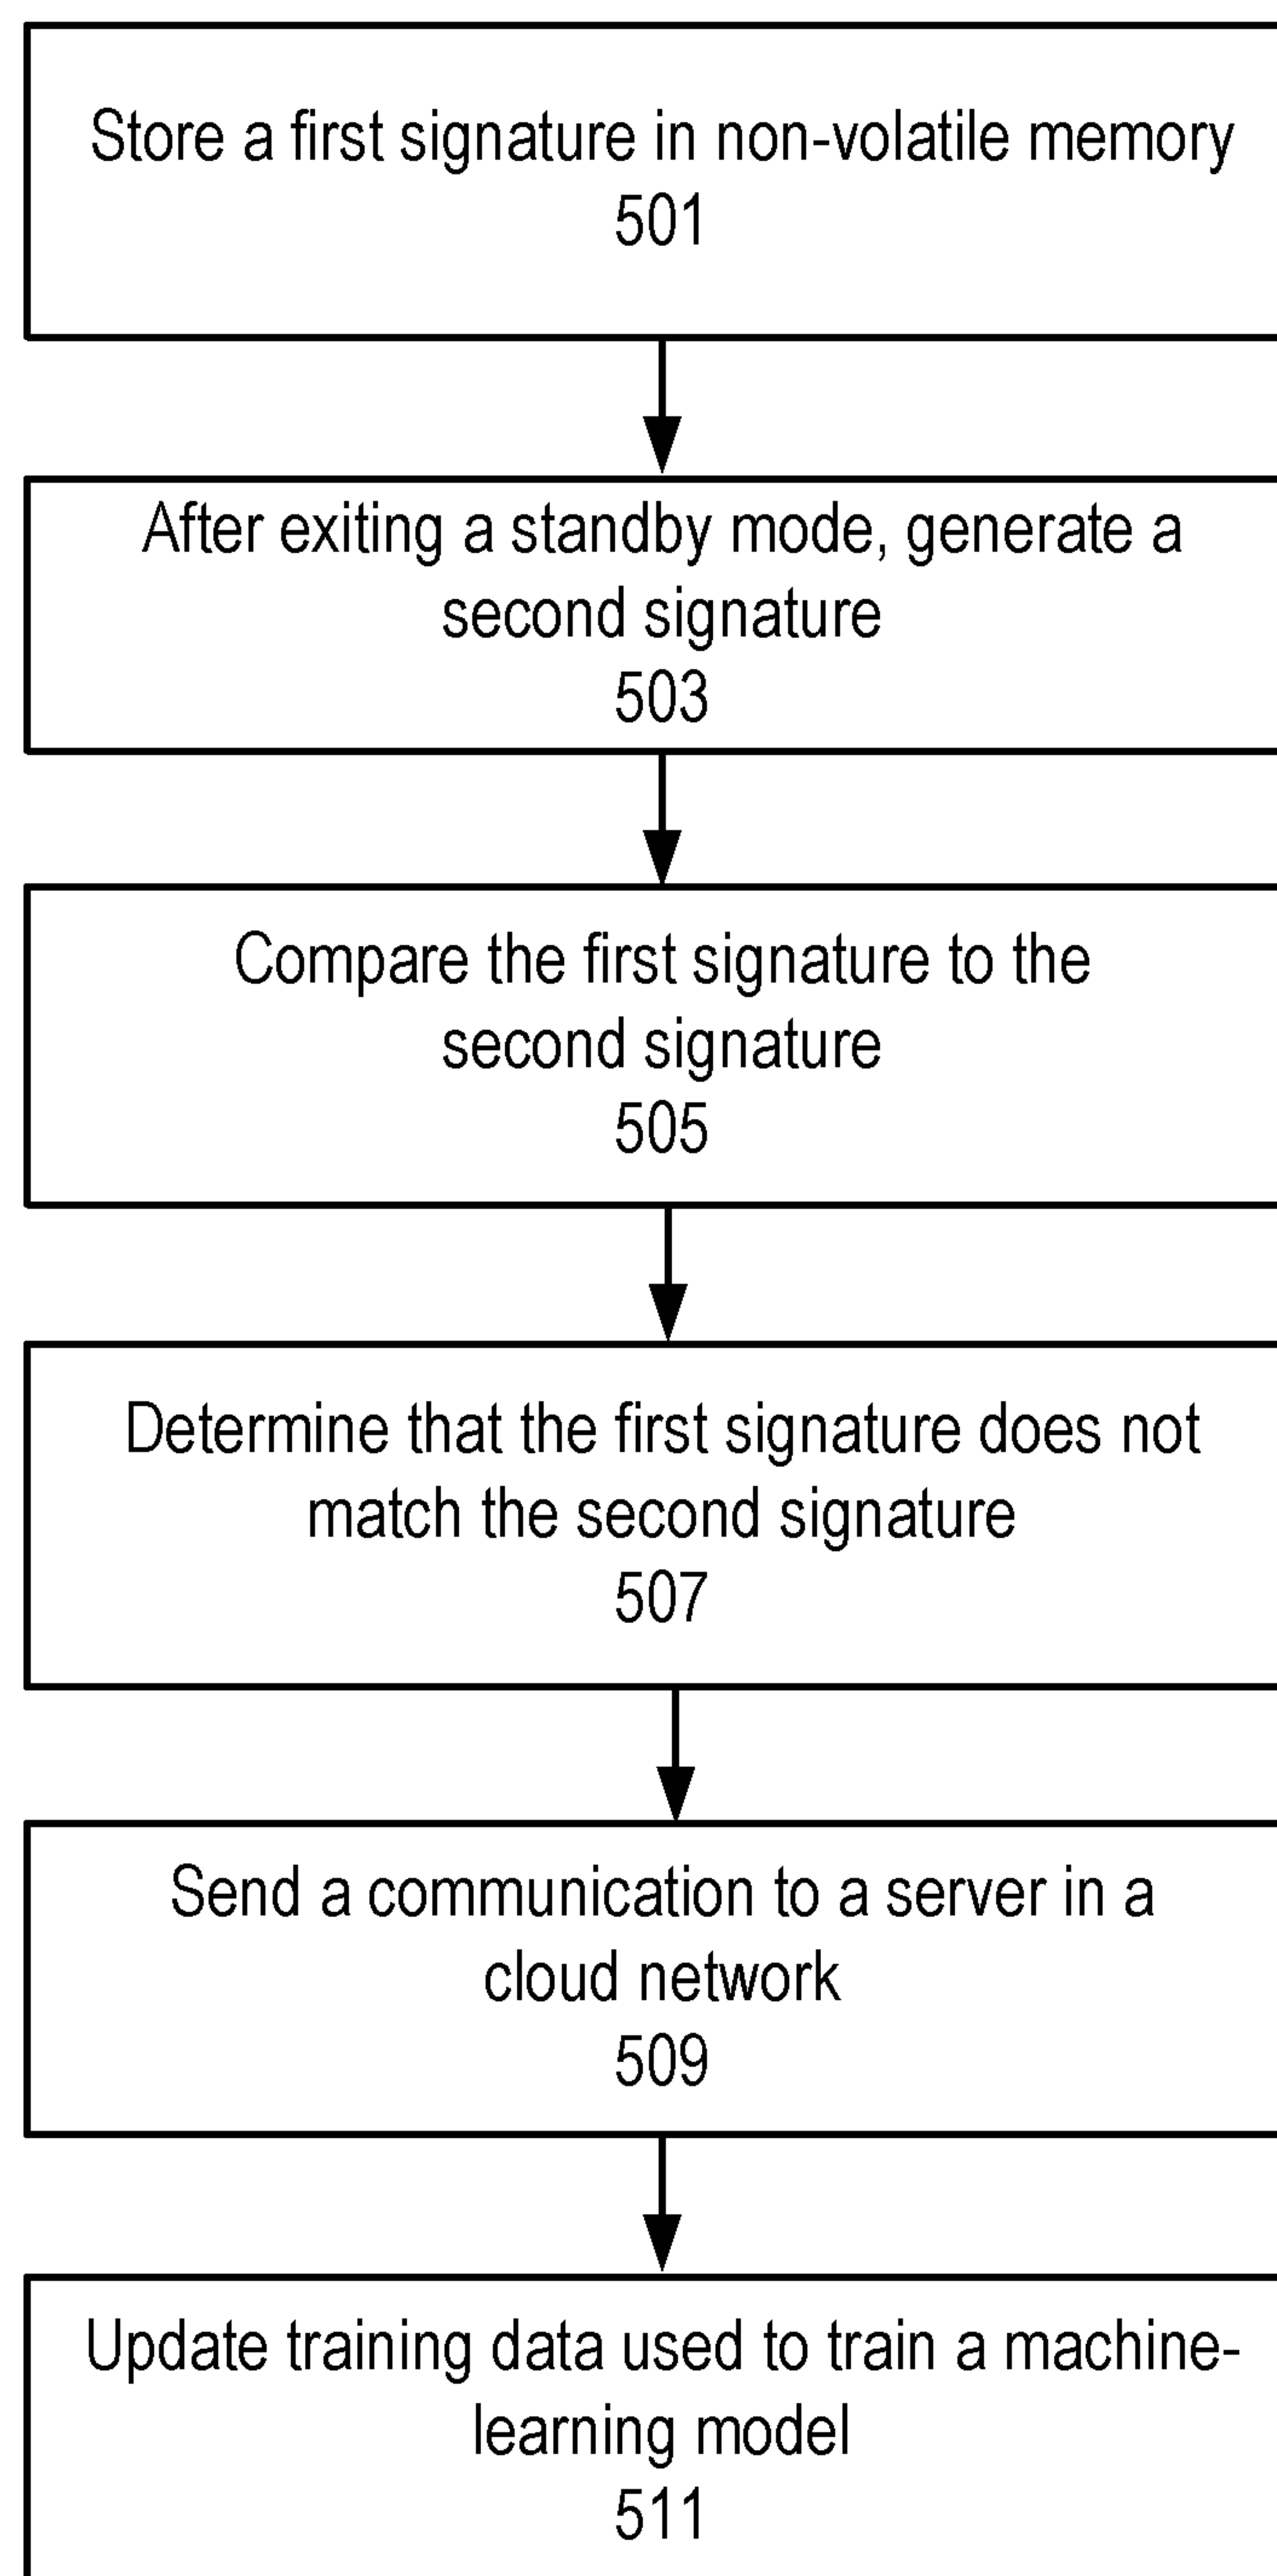 Store a first signature in non-volatile memory
501
After exiting a standby mode, generate a
second signature
503
Compare the first signature to the
second signature
505
Determine that the first signature does not
match the second signature
507
Send a communication to a server in a
cloud network
509
Update training data used to train a machine-
learning model
511